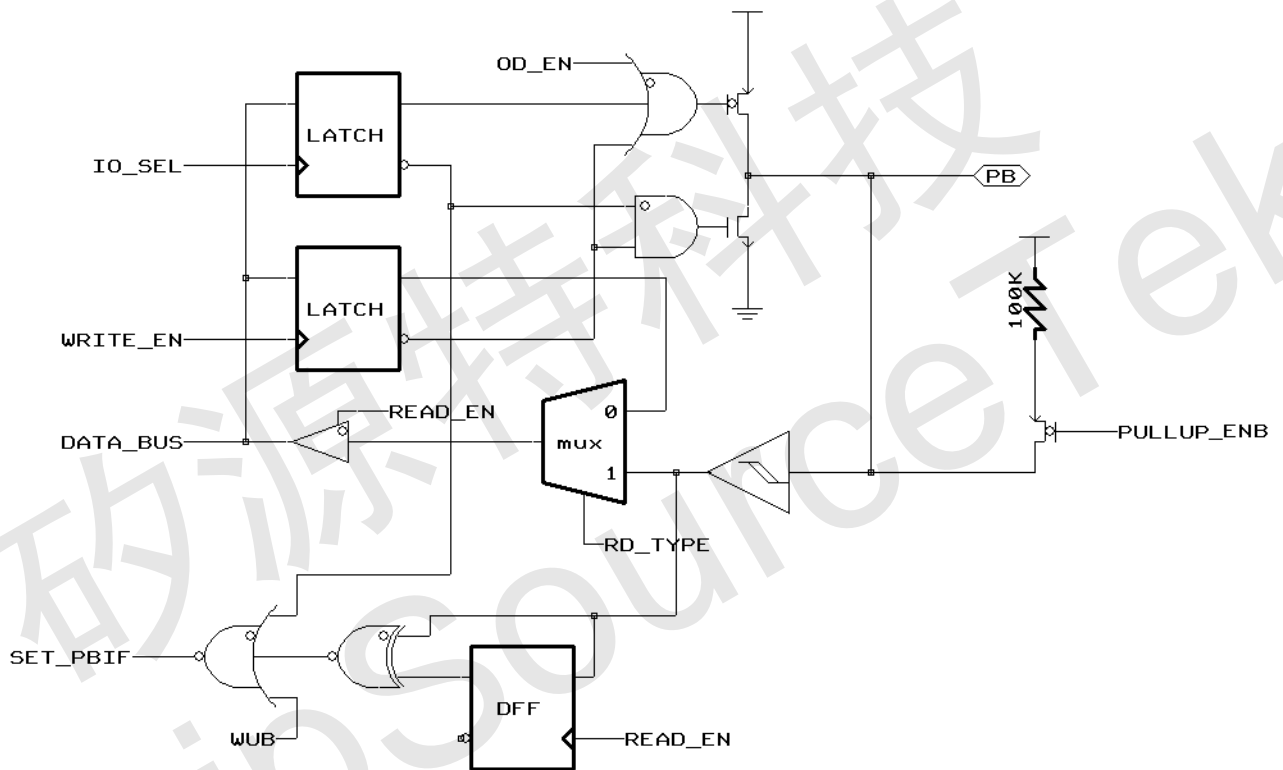 OD_EN
LATCH
IO_SEL
PB
LATCH
100K
WRITE_EN
READ_EN
0
DATA_BUS
mux
PULLUP_ENB
1
RD_TYPE
SET_PBIF
DFF
WUB
READ_EN
矽源特科技
inSourceTek